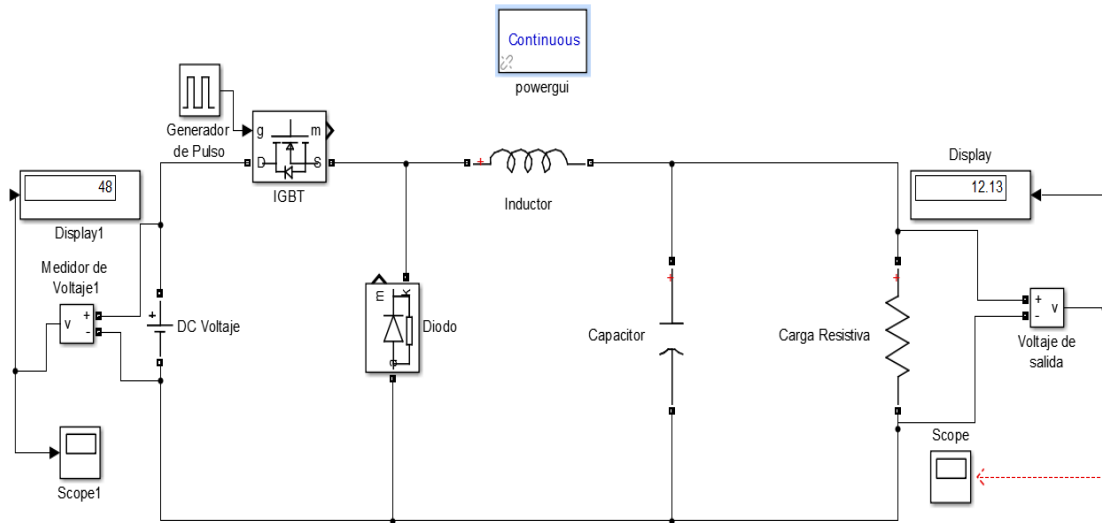 Continuous
powergui
Generador
de Pulso
g
m
D
S
IGBT
Inductor
Display
12.13
48
Display1
Medidor de
Voltaje1
v
+
-
+
DC Voltaje
m
k
a
Diodo
Capacitor
Carga Resistiva
+
-
v
Voltaje de
salida
Scope
Scope1